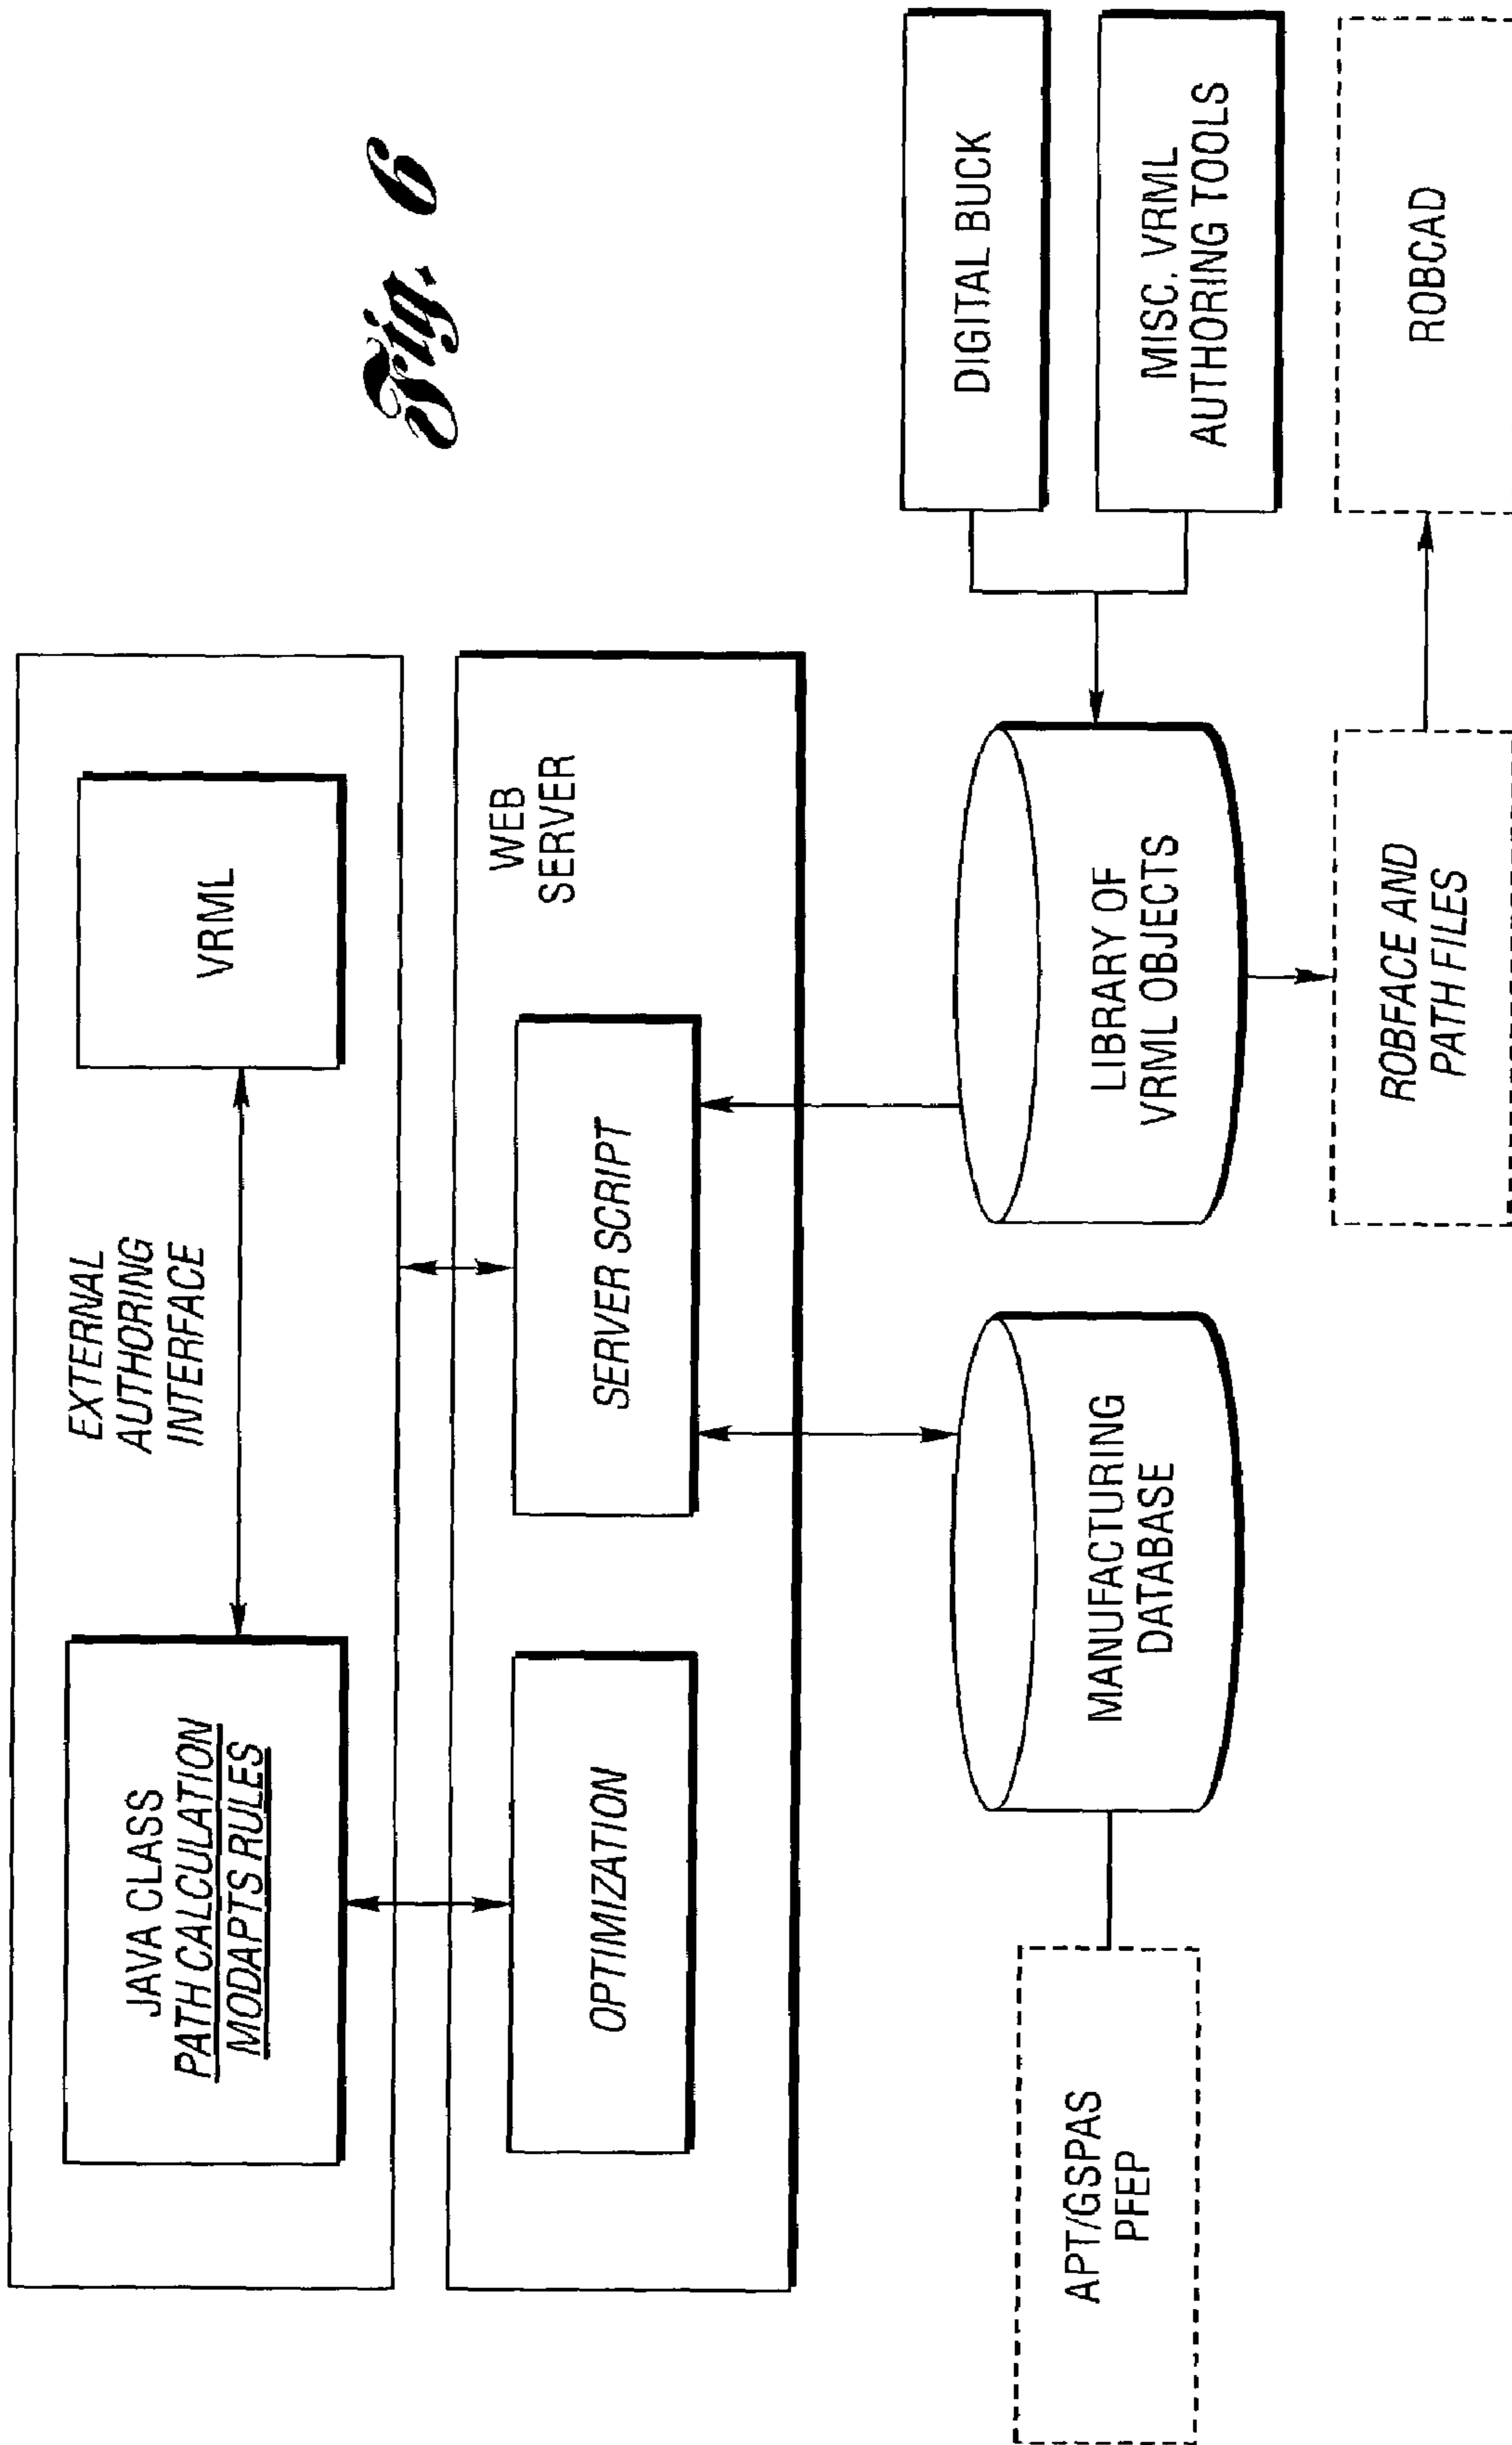 JAVA CLASS
PATH CALCULATION
MODAPTS RULES
EXTERNAL
AUTHORING
INTERFACE
VRML
Fig. 6
OPTIMIZATION
SERVER SCRIPT
WEB
SERVER
APT/GSPAS
PFEP
MANUFACTURING
DATABASE
LIBRARY OF
VRML OBJECTS
DIGITAL BUCK
MISC. VRML
AUTHORING TOOLS
ROBFACE AND
PATH FILES
ROBCAD